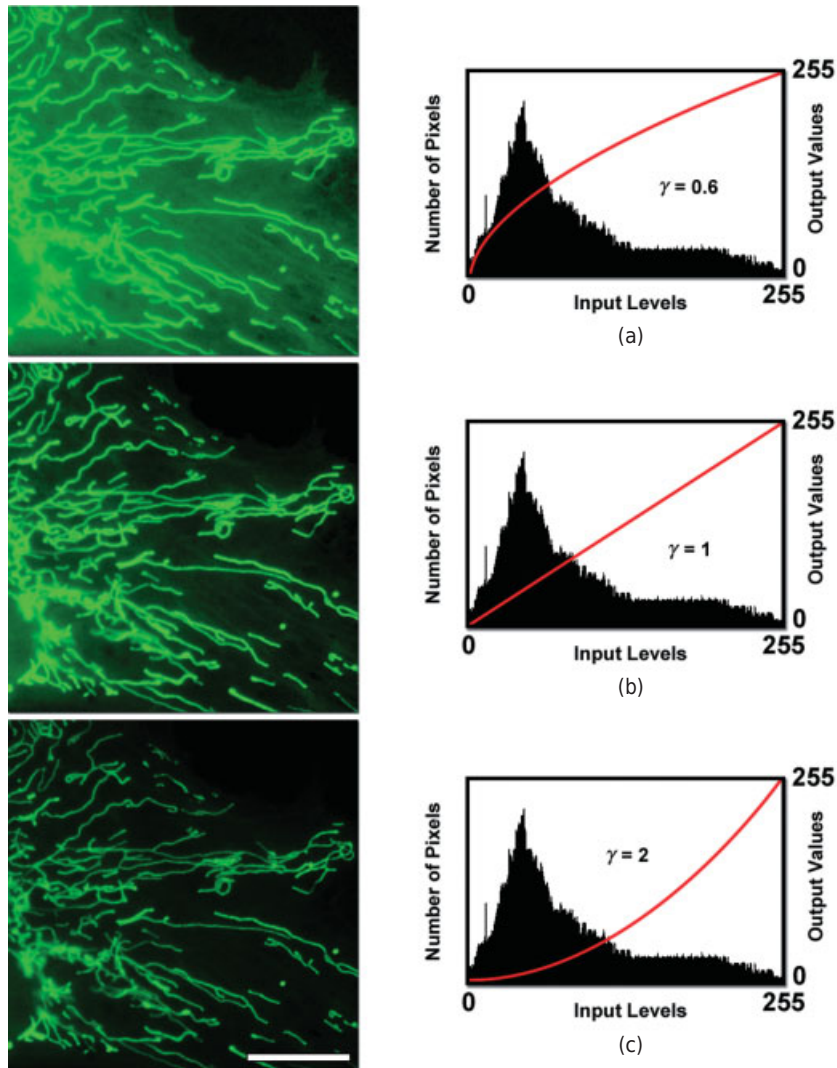 255
Number of Pixels
γ = 0.6
Output Values
0
0
255
Input Levels
(a)
255
Number of Pixels
γ = 1
Output Values
0
0
255
Input Levels
(b)
255
Number of Pixels
γ = 2
Output Values
0
0
255
Input Levels
(c)